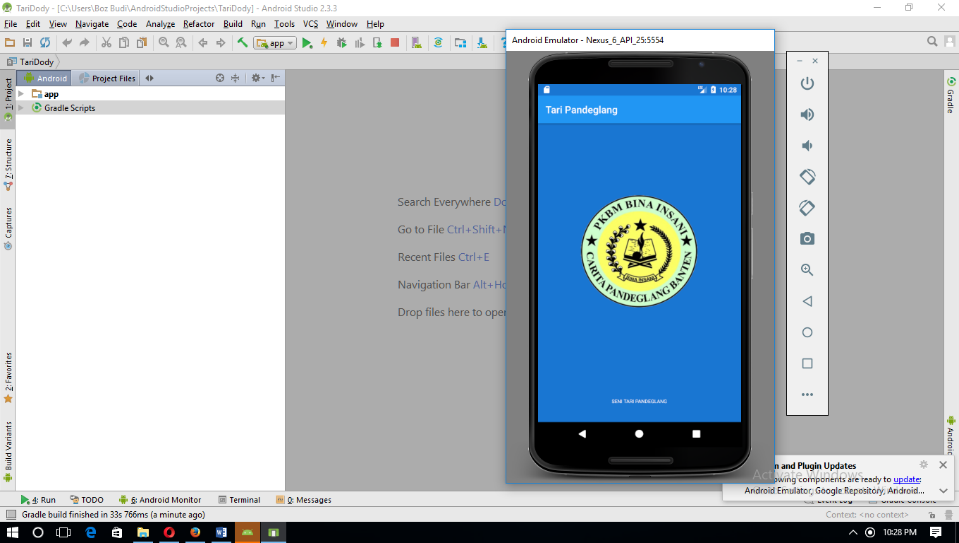 TariDody - [C:\Users\Boz Budi\AndroidStudioProjects\TariDody] - Android Studio 2.3.3
File Edit View Navigate Code Analyze Refactor Build Run Tools VCS Window Help
app
TariDody
Android Project Files
app
Gradle Scripts
1: Project
7: Structure
Captures
2: Favorites
Build Variants
Search Everywhere Do
Go to File Ctrl+Shift+N
Recent Files Ctrl+E
Navigation Bar Alt+Ho
Drop files here to open
Android Emulator - Nexus_6_API_25:5554
10:28
Tari Pandeglang
PKBM BINA INSANI
BINA INSANI
CARITA PANDEGLANG BANTEN
SENI TARI PANDEGLANG
Gradle
Android
Activate Windows
m and Plugin Updates
owing components are ready to update:
Android Emulator, Google Repository, Android...
4: Run TODO 6: Android Monitor Terminal 0: Messages
Event Log Gradle Console
Gradle build finished in 33s 766ms (a minute ago)
Context: <no context>
10:28 PM